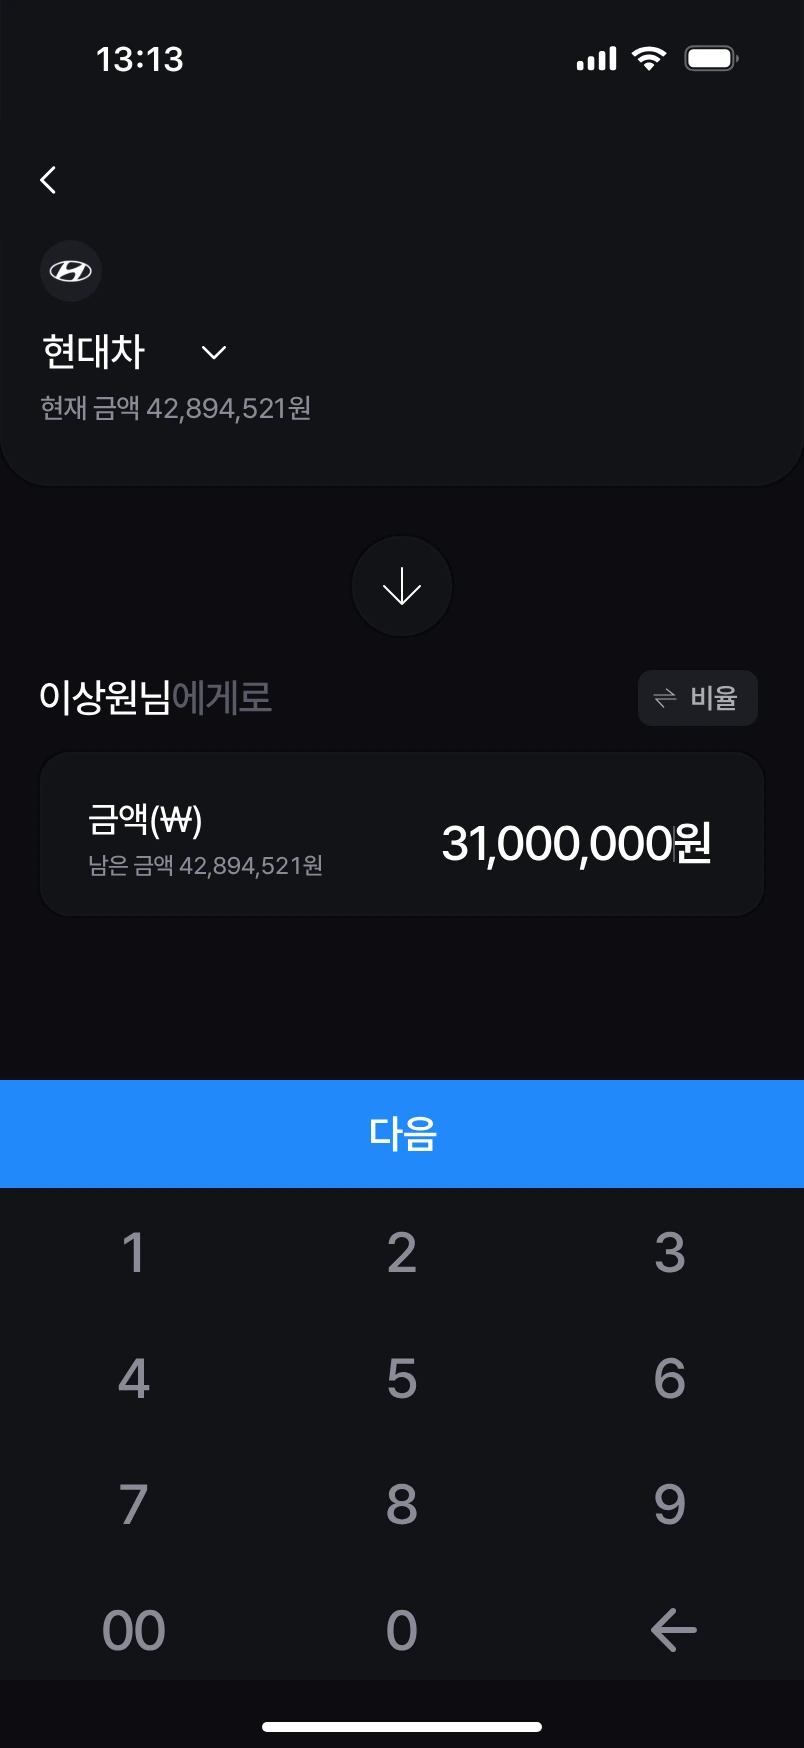 13:13
현대차
현재 금액 42,894,521원
이상원님에게로
비율
금액(₩)
남은 금액 42,894,521원
31,000,000원
다음
1 2 3
4 5 6
7 8 9
00 0